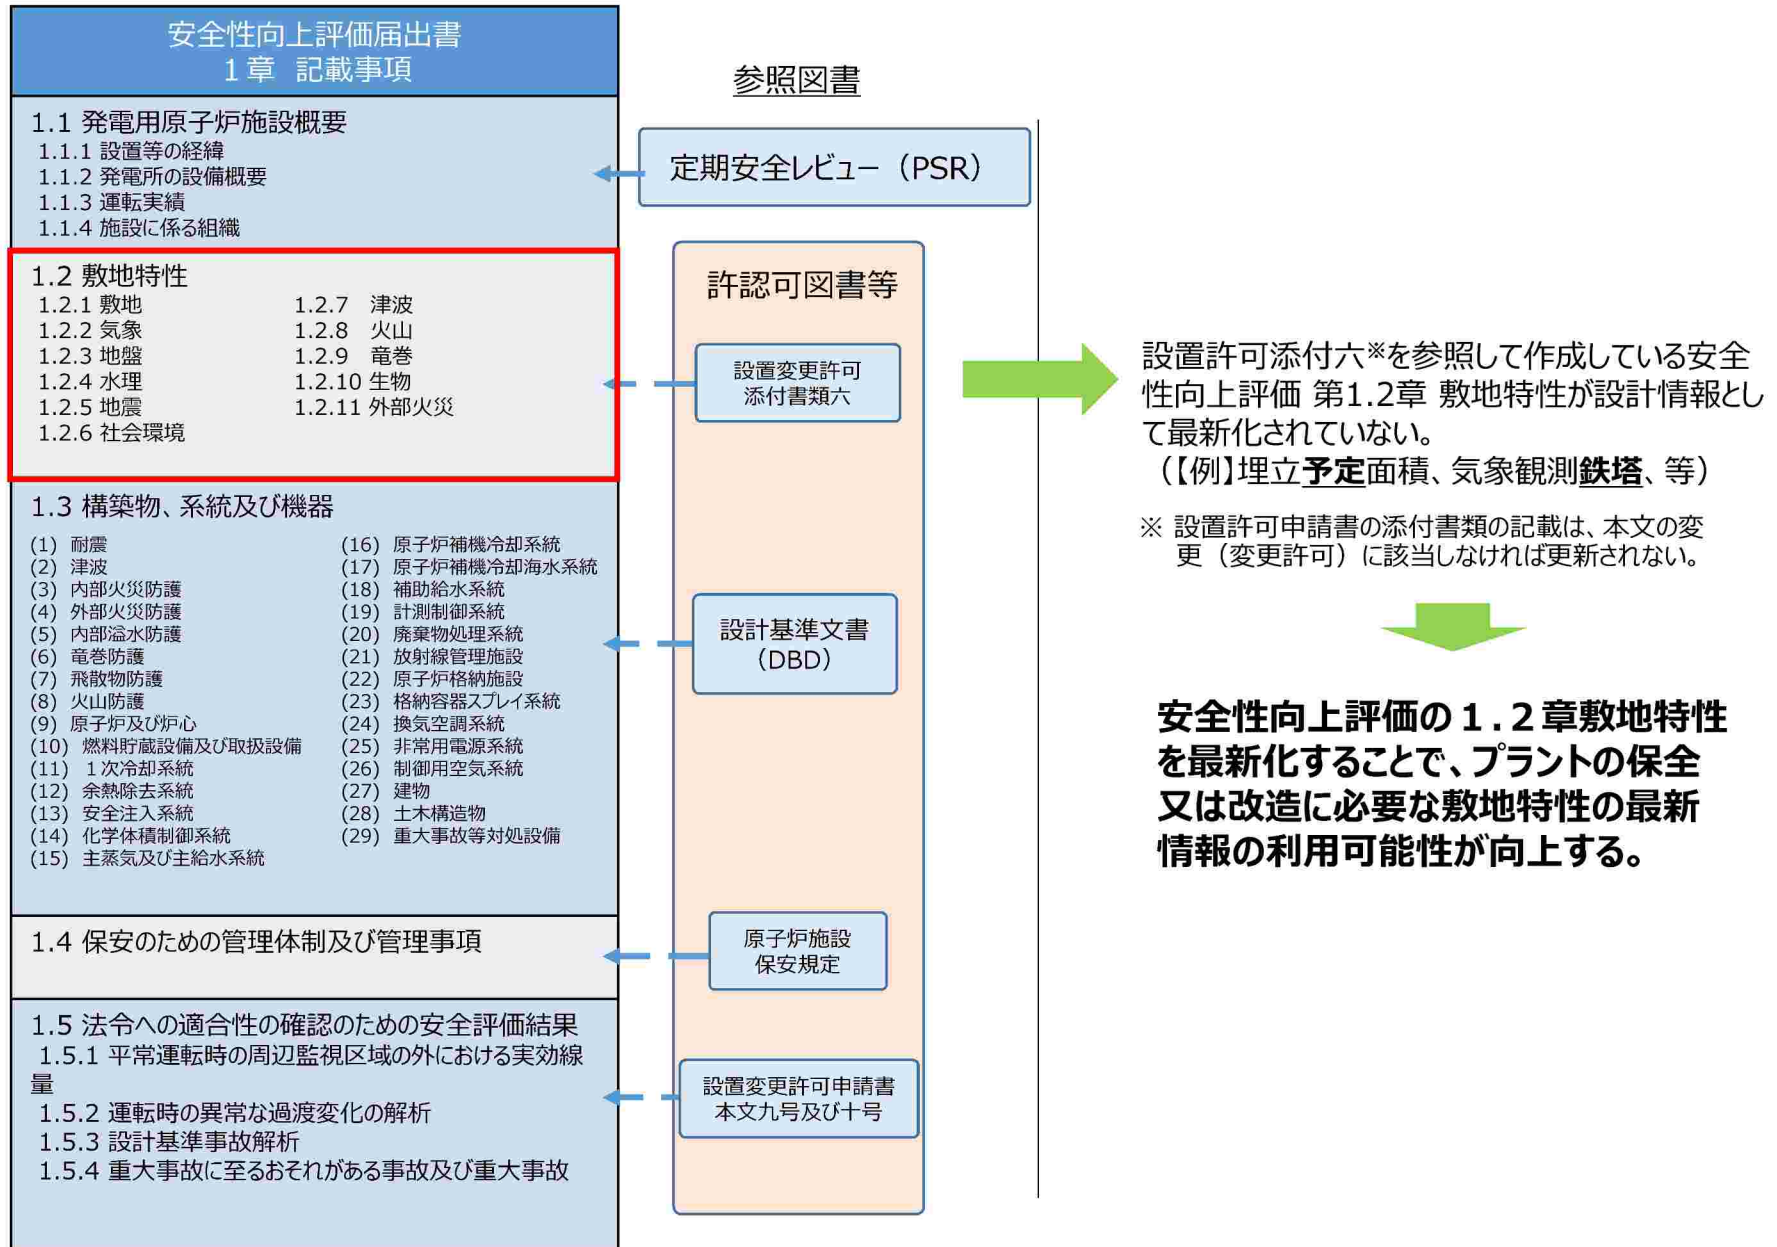 安全性向上評価届出書
1章 記載事項
1.1 発電用原子炉施設概要
1.1.1 設置等の経緯
1.1.2 発電所の設備概要
1.1.3 運転実績
1.1.4 施設に係る組織
1.2 敷地特性
1.2.1 敷地
1.2.2 気象
1.2.3 地盤
1.2.4 水理
1.2.5 地震
1.2.6 社会環境
1.2.7 津波
1.2.8 火山
1.2.9 竜巻
1.2.10 生物
1.2.11 外部火災
1.3 構築物、系統及び機器
(1) 耐震
(2) 津波
(3) 内部火災防護
(4) 外部火災防護
(5) 内部溢水防護
(6) 竜巻防護
(7) 飛散物防護
(8) 火山防護
(9) 原子炉及び炉心
(10) 燃料貯蔵設備及び取扱設備
(11) 1次冷却系統
(12) 余熱除去系統
(13) 安全注入系統
(14) 化学体積制御系統
(15) 主蒸気及び主給水系統
(16) 原子炉補機冷却系統
(17) 原子炉補機冷却海水系統
(18) 補助給水系統
(19) 計測制御系統
(20) 廃棄物処理系統
(21) 放射線管理施設
(22) 原子炉格納施設
(23) 格納容器スプレイ系統
(24) 換気空調系統
(25) 非常用電源系統
(26) 制御用空気系統
(27) 建物
(28) 土木構造物
(29) 重大事故等対処設備
1.4 保安のための管理体制及び管理事項
1.5 法令への適合性の確認のための安全評価結果
1.5.1 平常運転時の周辺監視区域の外における実効線
量
1.5.2 運転時の異常な過渡変化の解析
1.5.3 設計基準事故解析
1.5.4 重大事故に至るおそれがある事故及び重大事故
参照図書
定期安全レビュー（PSR）
許認可図書等
設置変更許可
添付書類六
設計基準文書
（DBD）
原子炉施設
保安規定
設置変更許可申請書
本文九号及び十号
設置許可添付六※を参照して作成している安全
性向上評価 第1.2章 敷地特性が設計情報とし
て最新化されていない。
（【例】埋立予定面積、気象観測鉄塔、等）
※ 設置許可申請書の添付書類の記載は、本文の変
更（変更許可）に該当しなければ更新されない。
安全性向上評価の１.２章敷地特性
を最新化することで、プラントの保全
又は改造に必要な敷地特性の最新
情報の利用可能性が向上する。